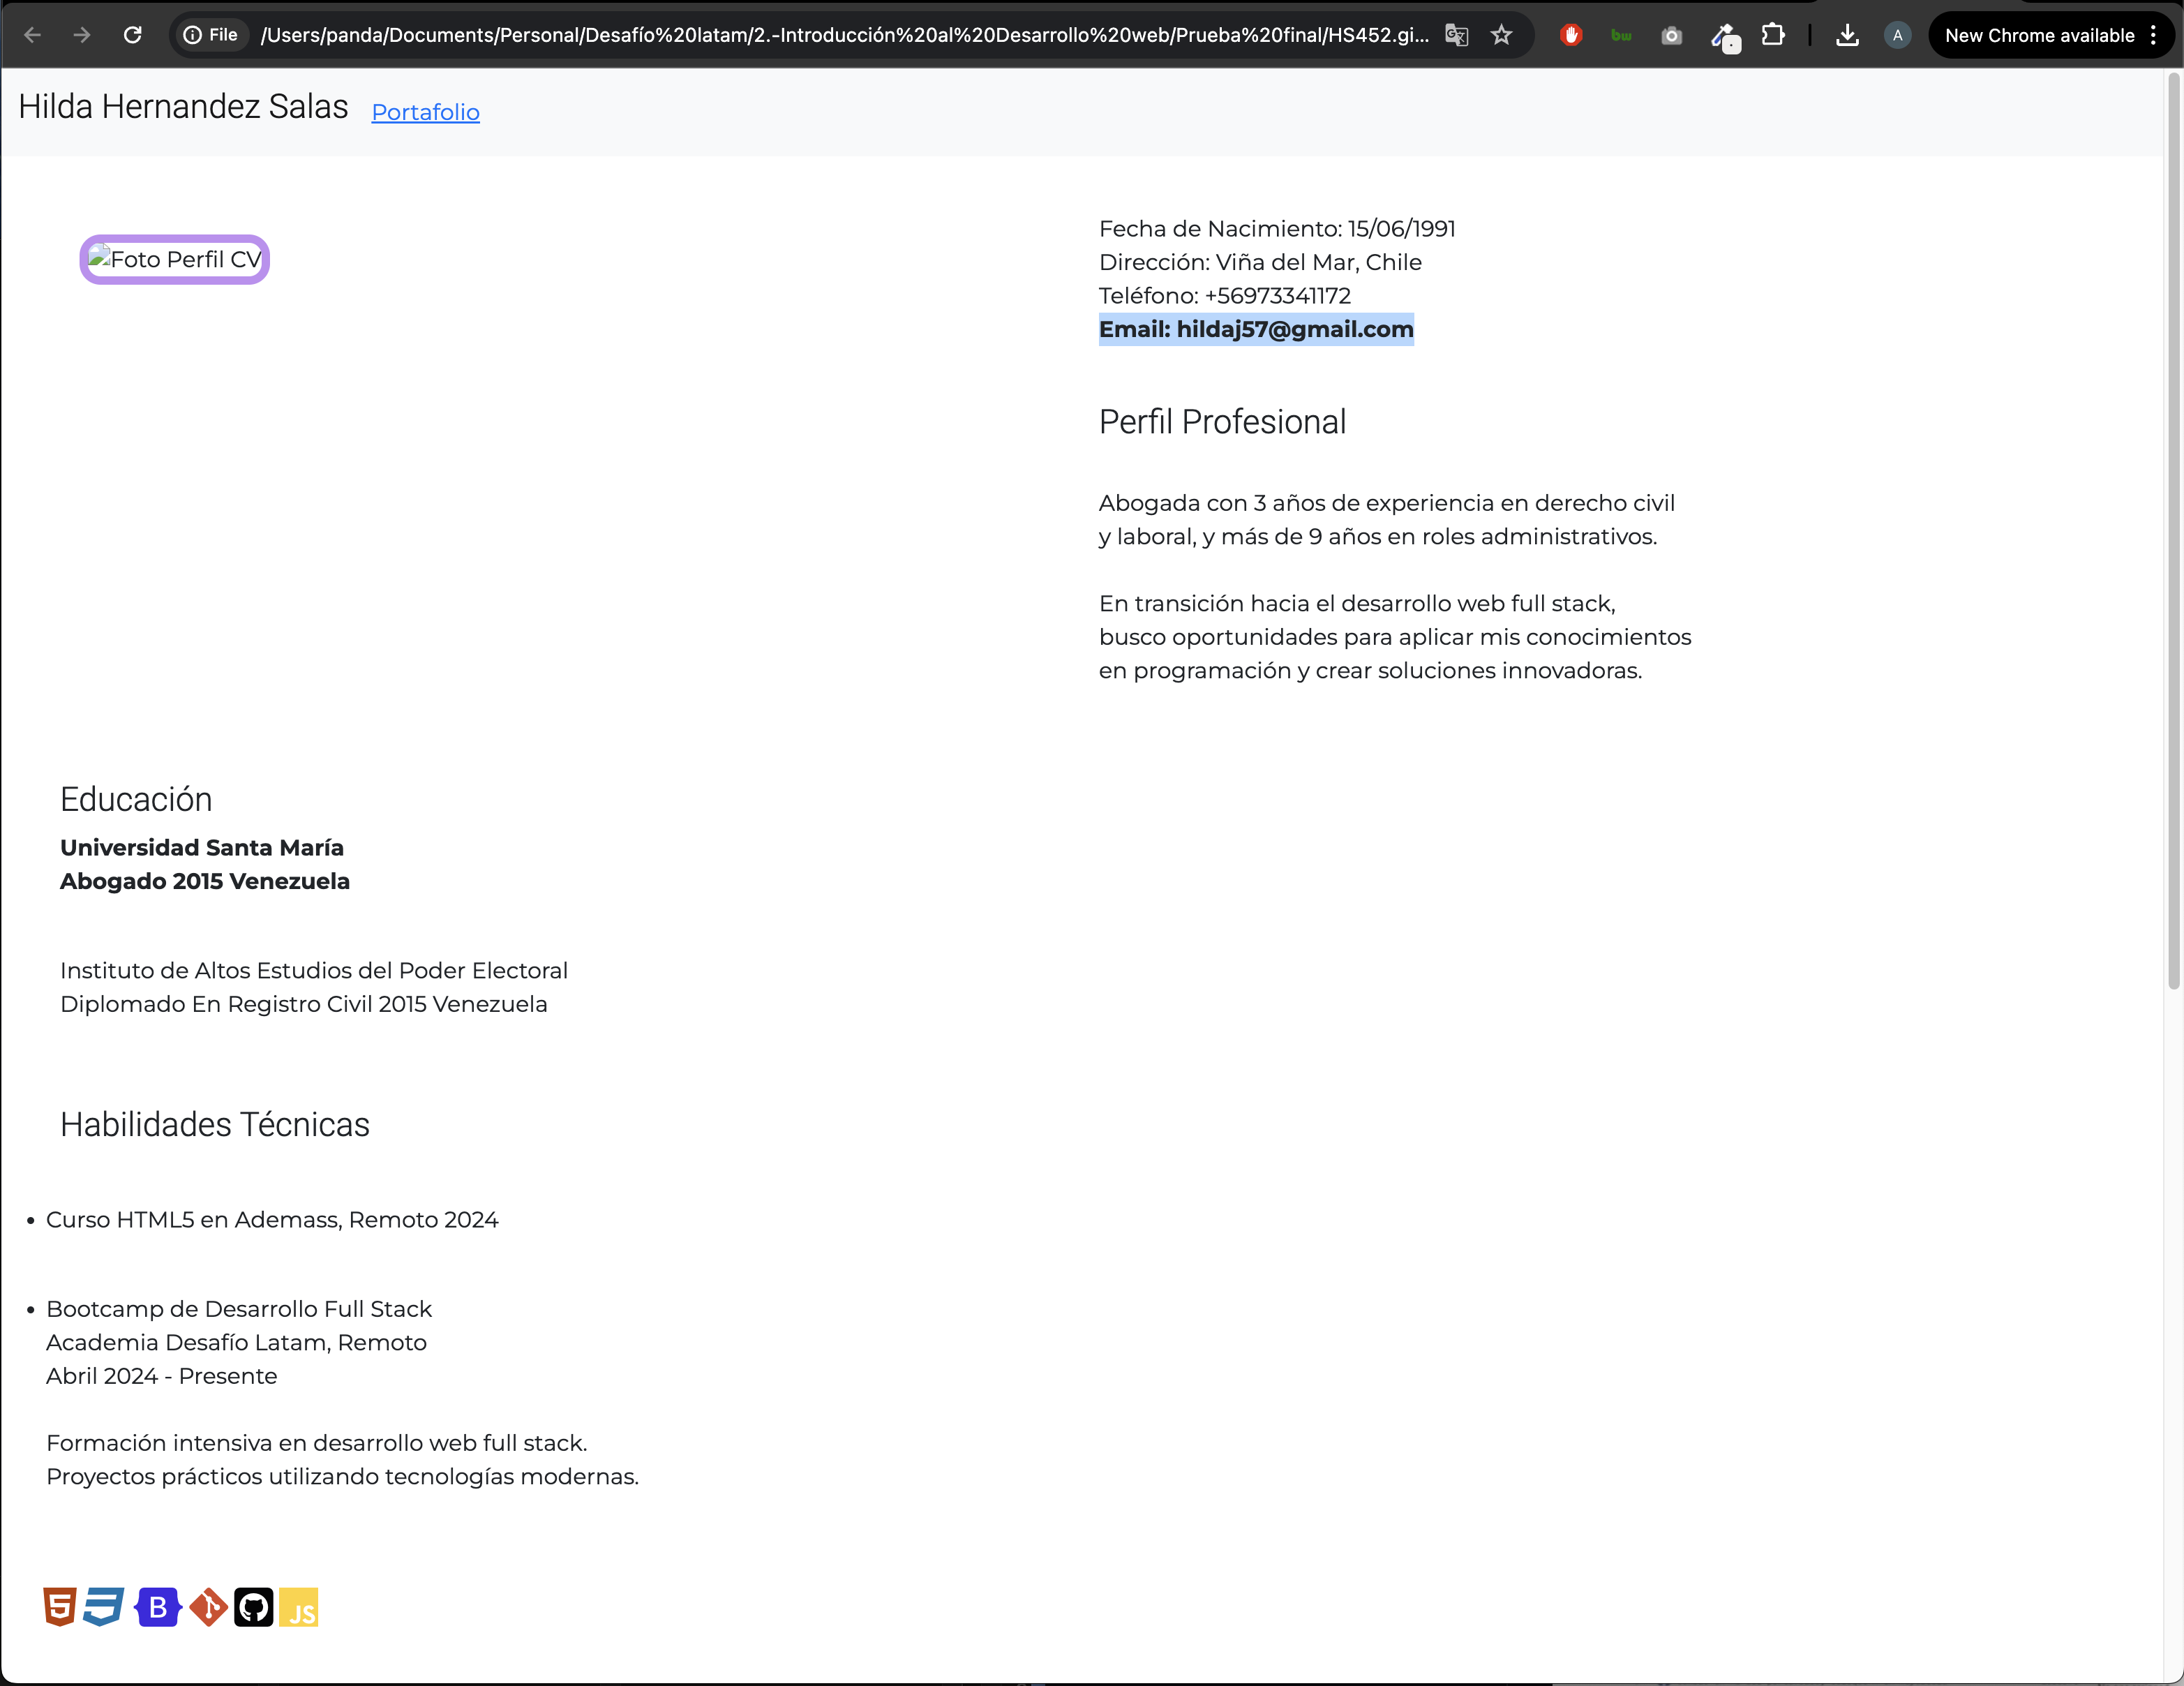 File
/Users/panda/Documents/Personal/Desafío%20latam/2.-Introducción%20al%20Desarrollo%20web/Prueba%20final/HS452.gi...
bw
A
New Chrome available
Hilda Hernandez Salas Portafolio
Foto Perfil CV
Fecha de Nacimiento: 15/06/1991
Dirección: Viña del Mar, Chile
Teléfono: +56973341172
Email: hildaj57@gmail.com
Perfil Profesional
Abogada con 3 años de experiencia en derecho civil
y laboral, y más de 9 años en roles administrativos.
En transición hacia el desarrollo web full stack,
busco oportunidades para aplicar mis conocimientos
en programación y crear soluciones innovadoras.
Educación
Universidad Santa María
Abogado 2015 Venezuela
Instituto de Altos Estudios del Poder Electoral
Diplomado En Registro Civil 2015 Venezuela
Habilidades Técnicas
• Curso HTML5 en Ademass, Remoto 2024
• Bootcamp de Desarrollo Full Stack
Academia Desafío Latam, Remoto
Abril 2024 - Presente
Formación intensiva en desarrollo web full stack.
Proyectos prácticos utilizando tecnologías modernas.
5 3 B JS